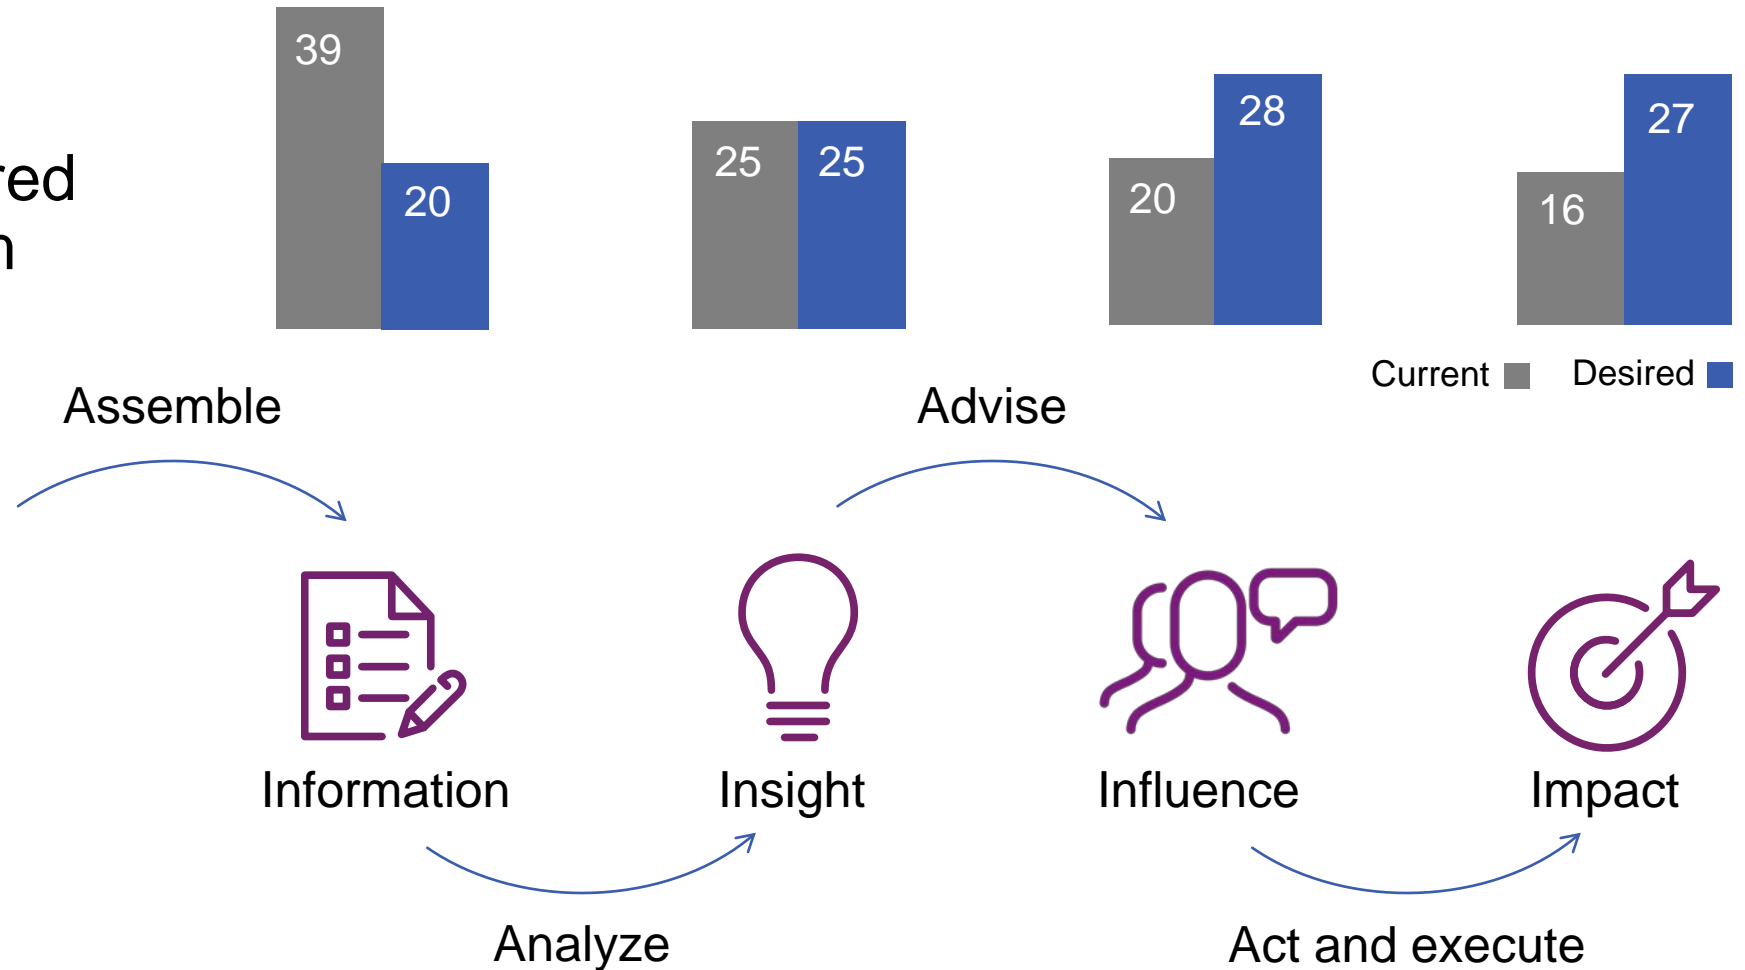 39
20
25
25
20
28
16
27
Current
Desired
Assemble
Advise
Information
Insight
Influence
Impact
Analyze
Act and execute